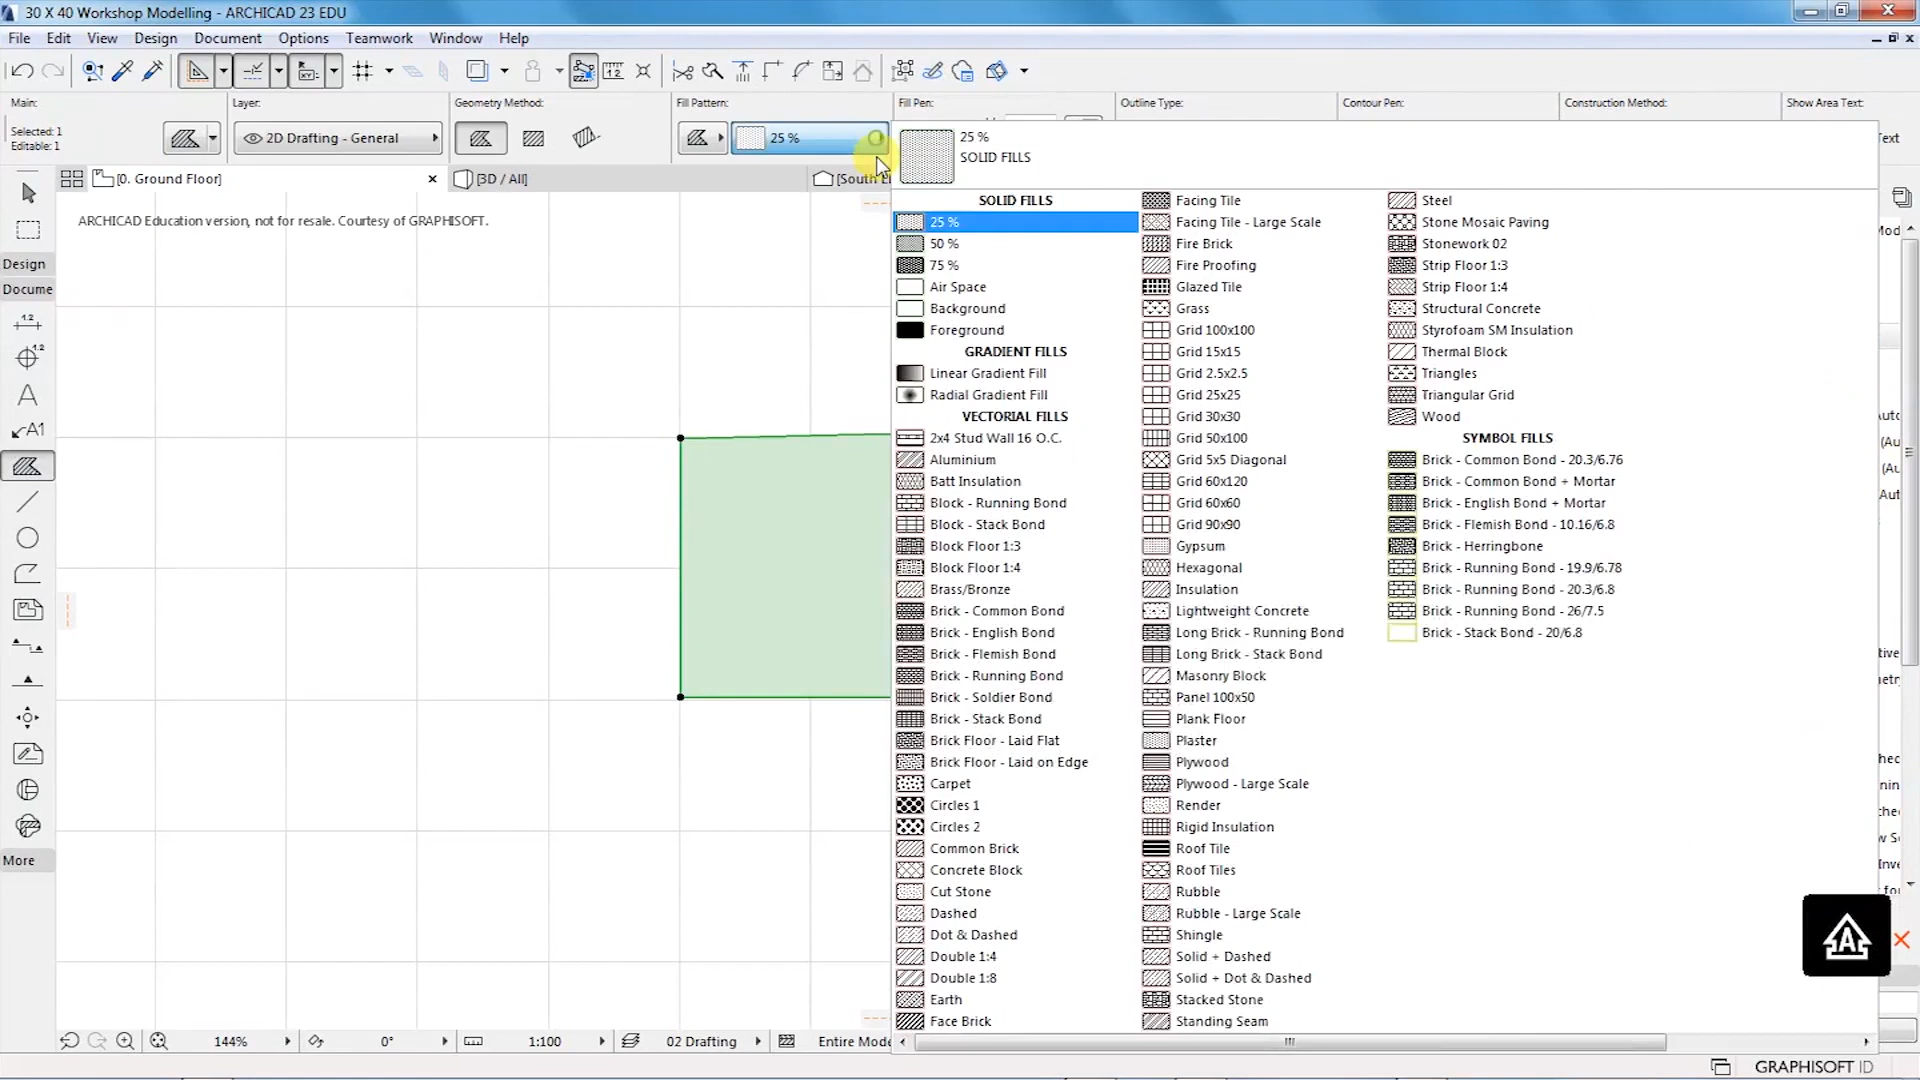 30 X 40 Workshop Modelling - ARCHICAD 23 EDU
File Edit View Design Document Options Teamwork Window Help
Main: Layer: Geometry Method: Fill Pattern: Fill Pen: Outline Type: Contour Pen: Construction Method: Show Area Text:
Selected: 1
Editable: 1
2D Drafting - General
25 %
[0. Ground Floor]
[3D / All]
ARCHICAD Education version, not for resale. Courtesy of GRAPHISOFT.
Design
Docume
1.2
1.2
A
A1
More
25 %
SOLID FILLS
SOLID FILLS
25 %
50 %
75 %
Air Space
Background
Foreground
GRADIENT FILLS
Linear Gradient Fill
Radial Gradient Fill
VECTORIAL FILLS
2x4 Stud Wall 16 O.C.
Aluminium
Batt Insulation
Block - Running Bond
Block - Stack Bond
Block Floor 1:3
Block Floor 1:4
Brass/Bronze
Brick - Common Bond
Brick - English Bond
Brick - Flemish Bond
Brick - Running Bond
Brick - Soldier Bond
Brick - Stack Bond
Brick Floor - Laid Flat
Brick Floor - Laid on Edge
Carpet
Circles 1
Circles 2
Common Brick
Concrete Block
Cut Stone
Dashed
Dot & Dashed
Double 1:4
Double 1:8
Earth
Face Brick
Facing Tile
Facing Tile - Large Scale
Fire Brick
Fire Proofing
Glazed Tile
Grass
Grid 100x100
Grid 15x15
Grid 2.5x2.5
Grid 25x25
Grid 30x30
Grid 50x100
Grid 5x5 Diagonal
Grid 60x120
Grid 60x60
Grid 90x90
Gypsum
Hexagonal
Insulation
Lightweight Concrete
Long Brick - Running Bond
Long Brick - Stack Bond
Masonry Block
Panel 100x50
Plank Floor
Plaster
Plywood
Plywood - Large Scale
Render
Rigid Insulation
Roof Tile
Roof Tiles
Rubble
Rubble - Large Scale
Shingle
Solid + Dashed
Solid + Dot & Dashed
Stacked Stone
Standing Seam
Steel
Stone Mosaic Paving
Stonework 02
Strip Floor 1:3
Strip Floor 1:4
Structural Concrete
Styrofoam SM Insulation
Thermal Block
Triangles
Triangular Grid
Wood
SYMBOL FILLS
Brick - Common Bond - 20.3/6.76
Brick - Common Bond + Mortar
Brick - English Bond + Mortar
Brick - Flemish Bond - 10.16/6.8
Brick - Herringbone
Brick - Running Bond - 19.9/6.78
Brick - Running Bond - 20.3/6.8
Brick - Running Bond - 26/7.5
Brick - Stack Bond - 20/6.8
144% 0° 1:100 02 Drafting Entire Mode
GRAPHISOFT ID